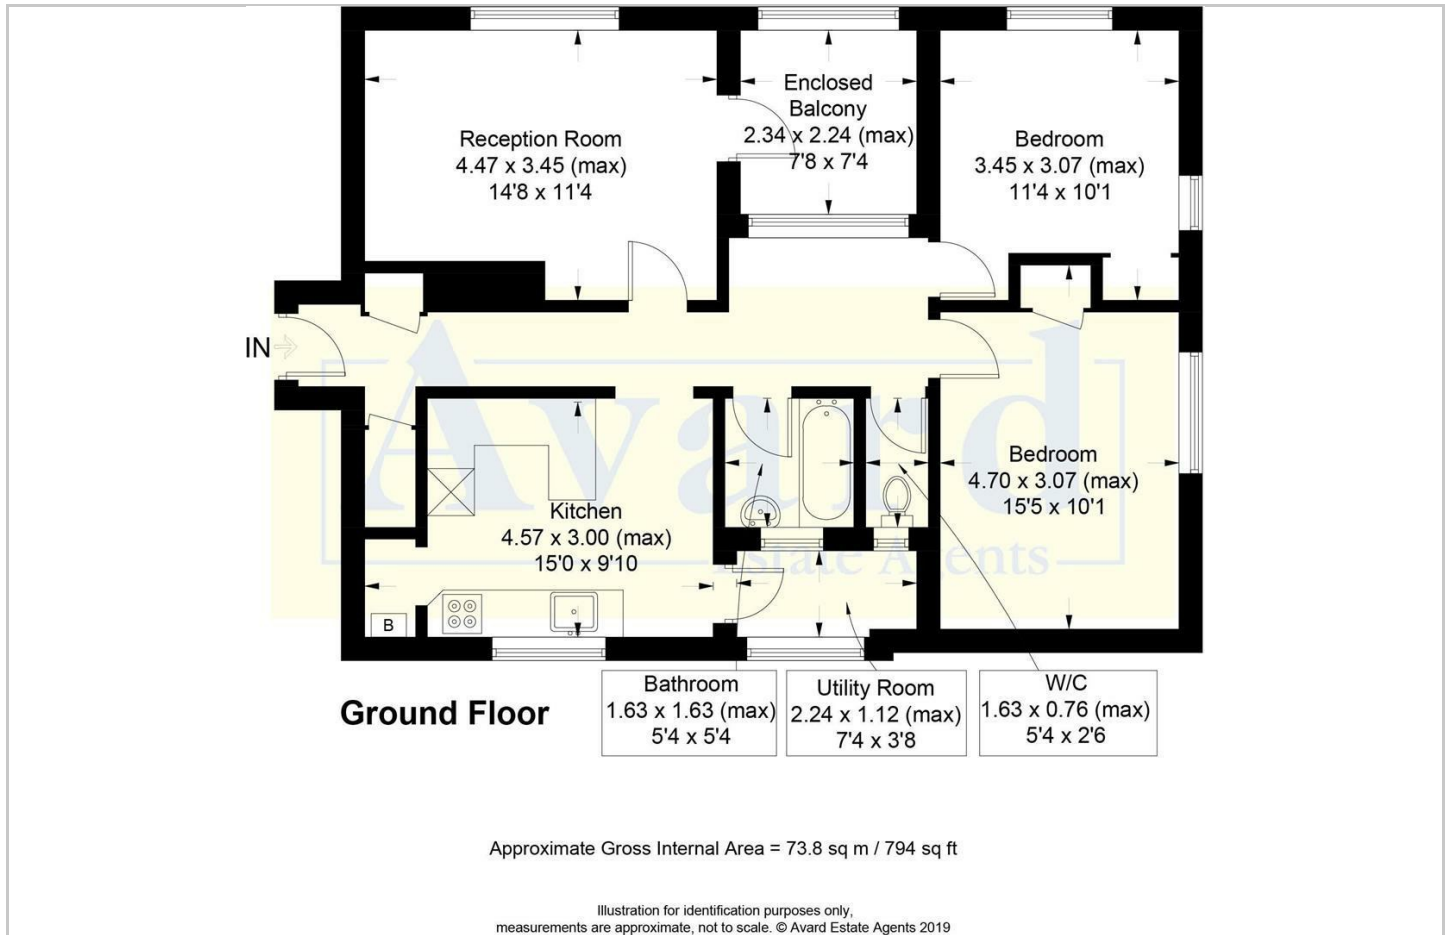 Enclosed
Balcony
2.34 x 2.24 (max)
7'8 x 7'4
Reception Room
4.47 x 3.45 (max)
14'8 x 11'4
Bedroom
3.45 x 3.07 (max)
11'4 x 10'1
IN
Avard
Estate Agents
Bedroom
4.70 x 3.07 (max)
15'5 x 10'1
Kitchen
4.57 x 3.00 (max)
15'0 x 9'10
B
Ground Floor
Bathroom
1.63 x 1.63 (max)
5'4 x 5'4
Utility Room
2.24 x 1.12 (max)
7'4 x 3'8
W/C
1.63 x 0.76 (max)
5'4 x 2'6
Approximate Gross Internal Area = 73.8 sq m / 794 sq ft
Illustration for identification purposes only,
measurements are approximate, not to scale. © Avard Estate Agents 2019